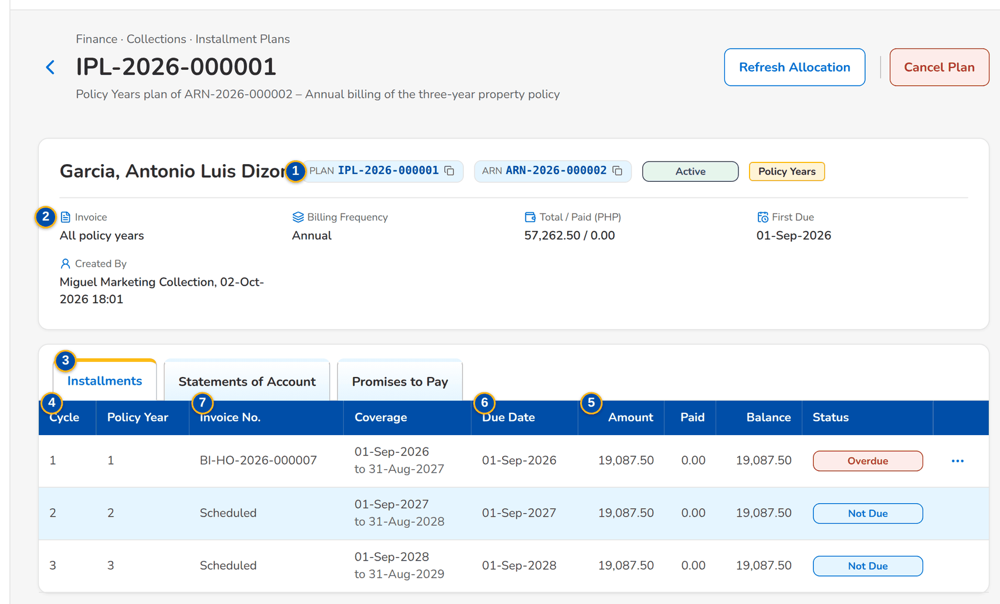 Finance · Collections · Installment Plans
IPL-2026-000001
Refresh Allocation
Cancel Plan
Policy Years plan of ARN-2026-000002 – Annual billing of the three-year property policy
Garcia, Antonio Luis Dizon
1
PLAN IPL-2026-000001
ARN ARN-2026-000002
Active
Policy Years
2
Invoice
All policy years
Billing Frequency
Annual
Total / Paid (PHP)
57,262.50 / 0.00
First Due
01-Sep-2026
Created By
Miguel Marketing Collection, 02-Oct-
2026 18:01
3
Installments
Statements of Account
Promises to Pay
4 7 6 5
Cycle Policy Year Invoice No. Coverage Due Date Amount Paid Balance Status
1 1 BI-HO-2026-000007 01-Sep-2026 to 31-Aug-2027 01-Sep-2026 19,087.50 0.00 19,087.50 Overdue
2 2 Scheduled 01-Sep-2027 to 31-Aug-2028 01-Sep-2027 19,087.50 0.00 19,087.50 Not Due
3 3 Scheduled 01-Sep-2028 to 31-Aug-2029 01-Sep-2028 19,087.50 0.00 19,087.50 Not Due